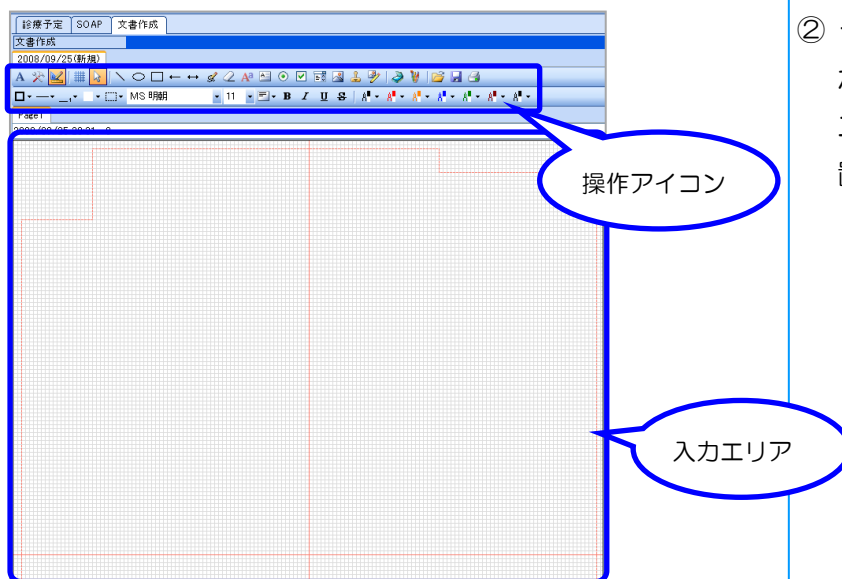 診療予定 SOAP 文書作成
文書作成
2008/09/25(新規)
MS 明朝 11 B I U S
Page1
操作アイコン
入力エリア
②